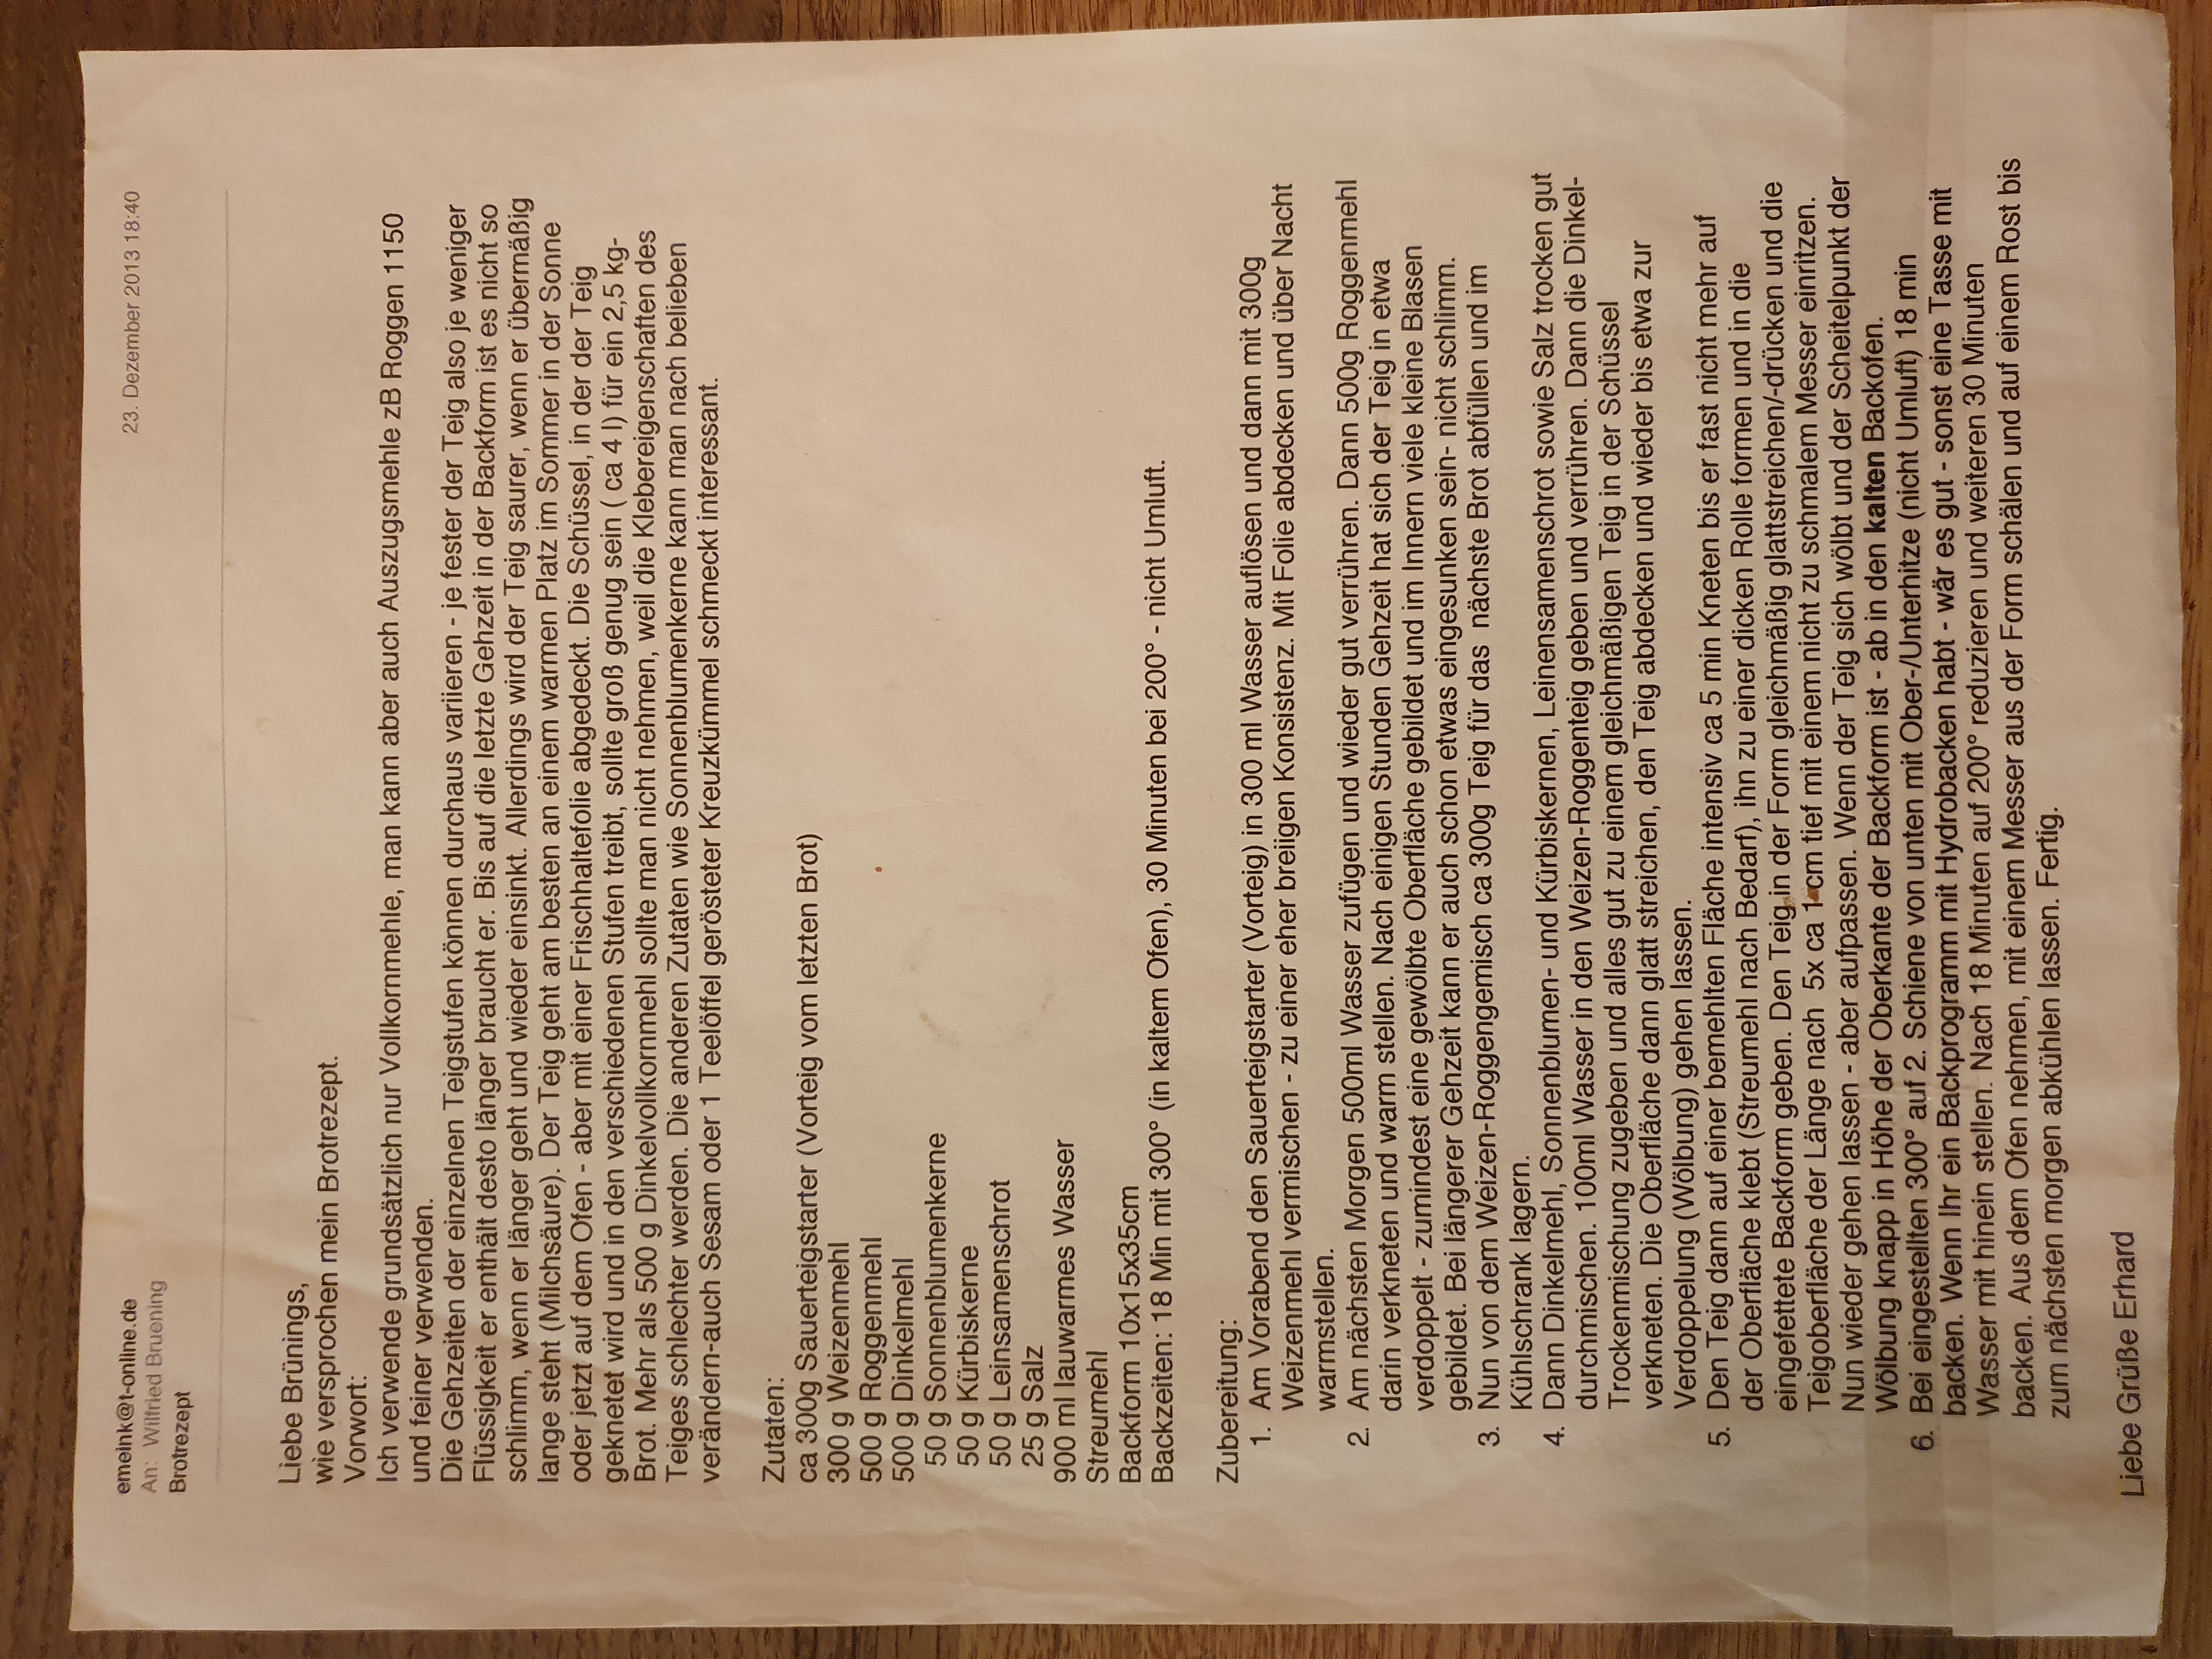 emeink@t-online.de
An: Wilfried Bruening
Brotrezept
23. Dezember 2013 18:40
Liebe Brünings,
wie versprochen mein Brotrezept.
Vorwort:
Ich verwende grundsätzlich nur Vollkornmehle, man kann aber auch Auszugsmehle zB Roggen 1150
und feiner verwenden.
Die Gehzeiten der einzelnen Teigstufen können durchaus variieren - je fester der Teig also je weniger
Flüssigkeit er enthält desto länger braucht er. Bis auf die letzte Gehzeit in der Backform ist es nicht so
schlimm, wenn er länger geht und wieder einsinkt. Allerdings wird der Teig saurer, wenn er übermäßig
lange steht (Milchsäure). Der Teig geht am besten an einem warmen Platz im Sommer in der Sonne
oder jetzt auf dem Ofen - aber mit einer Frischhaltefolie abgedeckt. Die Schüssel, in der der Teig
geknetet wird und in den verschiedenen Stufen treibt, sollte groß genug sein ( ca 4 l) für ein 2,5 kg-
Brot. Mehr als 500 g Dinkelvollkornmehl sollte man nicht nehmen, weil die Klebereigenschaften des
Teiges schlechter werden. Die anderen Zutaten wie Sonnenblumenkerne kann man nach belieben
verändern-auch Sesam oder 1 Teelöffel gerösteter Kreuzkümmel schmeckt interessant.
Zutaten:
ca 300g Sauerteigstarter (Vorteig vom letzten Brot)
300 g Weizenmehl
500 g Roggenmehl
500 g Dinkelmehl
50 g Sonnenblumenkerne
50 g Kürbiskerne
50 g Leinsamenschrot
25 g Salz
900 ml lauwarmes Wasser
Streumehl
Backform 10x15x35cm
Backzeiten: 18 Min mit 300° (in kaltem Ofen), 30 Minuten bei 200° - nicht Umluft.
Zubereitung:
1. Am Vorabend den Sauerteigstarter (Vorteig) in 300 ml Wasser auflösen und dann mit 300g
Weizenmehl vermischen - zu einer eher breiigen Konsistenz. Mit Folie abdecken und über Nacht
warmstellen.
2. Am nächsten Morgen 500ml Wasser zufügen und wieder gut verrühren. Dann 500g Roggenmehl
darin verkneten und warm stellen. Nach einigen Stunden Gehzeit hat sich der Teig in etwa
verdoppelt - zumindest eine gewölbte Oberfläche gebildet und im Innern viele kleine Blasen
gebildet. Bei längerer Gehzeit kann er auch schon etwas eingesunken sein- nicht schlimm.
3. Nun von dem Weizen-Roggengemisch ca 300g Teig für das nächste Brot abfüllen und im
Kühlschrank lagern.
4. Dann Dinkelmehl, Sonnenblumen- und Kürbiskernen, Leinensamenschrot sowie Salz trocken gut
durchmischen. 100ml Wasser in den Weizen-Roggenteig geben und verrühren. Dann die Dinkel-
Trockenmischung zugeben und alles gut zu einem gleichmäßigen Teig in der Schüssel
verkneten. Die Oberfläche dann glatt streichen, den Teig abdecken und wieder bis etwa zur
Verdoppelung (Wölbung) gehen lassen.
5. Den Teig dann auf einer bemehlten Fläche intensiv ca 5 min Kneten bis er fast nicht mehr auf
der Oberfläche klebt (Streumehl nach Bedarf), ihn zu einer dicken Rolle formen und in die
eingefettete Backform geben. Den Teig in der Form gleichmäßig glattstreichen/-drücken und die
Teigoberfläche der Länge nach 5x ca 1 cm tief mit einem nicht zu schmalem Messer einritzen.
Nun wieder gehen lassen - aber aufpassen. Wenn der Teig sich wölbt und der Scheitelpunkt der
Wölbung knapp in Höhe der Oberkante der Backform ist - ab in den kalten Backofen.
6. Bei eingestellten 300° auf 2. Schiene von unten mit Ober-/Unterhitze (nicht Umluft) 18 min
backen. Wenn Ihr ein Backprogramm mit Hydrobacken habt - wär es gut - sonst eine Tasse mit
Wasser mit hinein stellen. Nach 18 Minuten auf 200° reduzieren und weiteren 30 Minuten
backen. Aus dem Ofen nehmen, mit einem Messer aus der Form schälen und auf einem Rost bis
zum nächsten morgen abkühlen lassen. Fertig.
Liebe Grüße Erhard